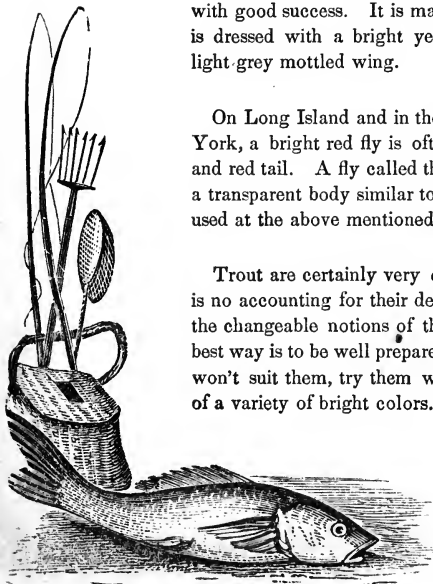 with good success. It is ma
is dressed with a bright ye
light-grey mottled wing.
On Long Island and in the
York, a bright red fly is oft
and red tail. A fly called th
a transparent body similar to
used at the above mentioned
Trout are certainly very
is no accounting for their de
the changeable notions of th
best way is to be well prepare
won't suit them, try them w
of a variety of bright colors.